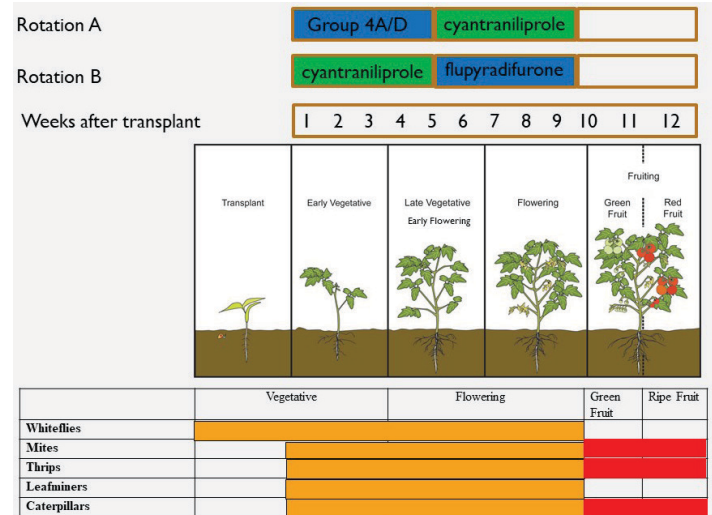 Rotation A
Group 4A/D
cyantraniliprole
Rotation B
cyantraniliprole
flupyradifurone
Weeks after transplant
1 2 3 4 5 6 7 8 9 10 11 12
Fruiting
Transplant
Early Vegetative
Late Vegetative
Early Flowering
Flowering
Green
Fruit
Red
Fruit
Vegetative
Flowering
Green
Fruit
Ripe Fruit
Whiteflies
Mites
Thrips
Leafminers
Caterpillars